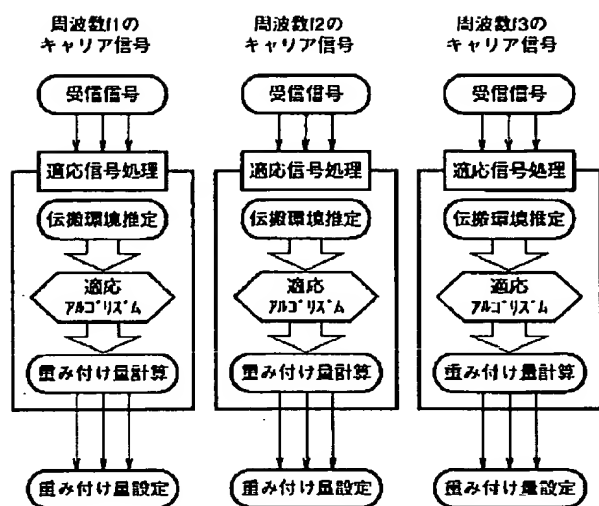 周波数f1の
キャリア信号
受信信号
適応信号処理
伝搬環境推定
適応
アルゴリズム
重み付け量計算
重み付け量設定
周波数f2の
キャリア信号
受信信号
適応信号処理
伝搬環境推定
適応
アルゴリズム
重み付け量計算
重み付け量設定
周波数f3の
キャリア信号
受信信号
適応信号処理
伝搬環境推定
適応
アルゴリズム
重み付け量計算
重み付け量設定